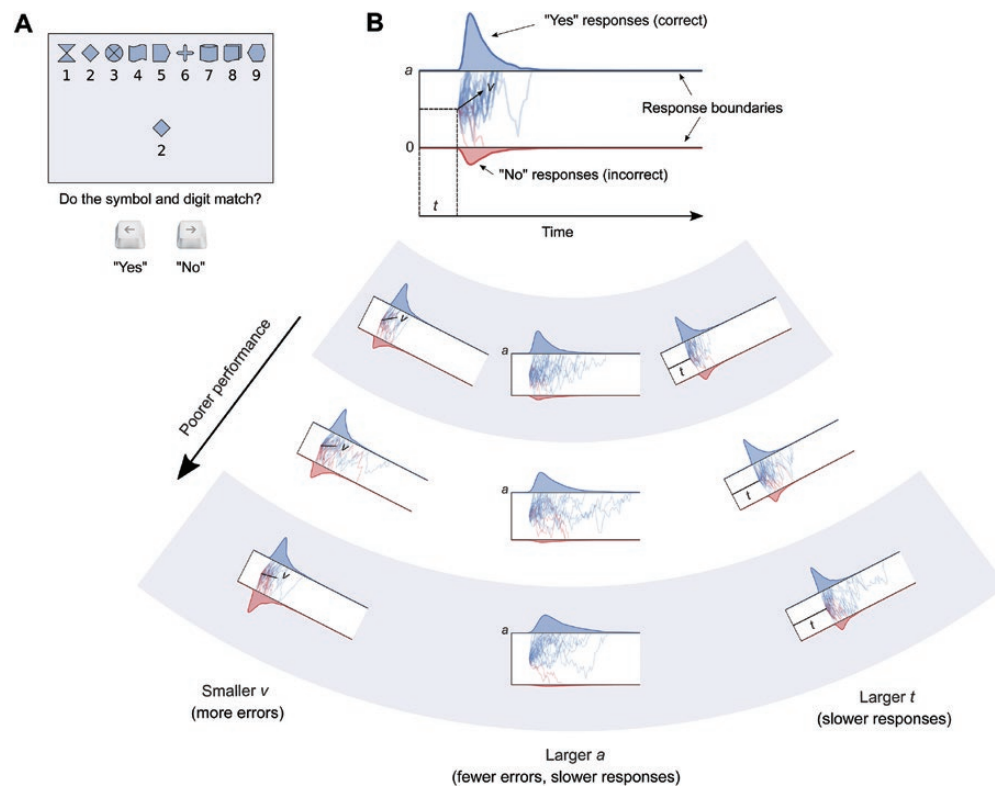 A
1 2 3 4 5 6 7 8 9
2
Do the symbol and digit match?
←
→
"Yes"
"No"
B
"Yes" responses (correct)
a
v
Response boundaries
0
"No" responses (incorrect)
t
Time
Poorer performance
v
a
t
v
a
t
v
a
t
Smaller v
(more errors)
Larger a
(fewer errors, slower responses)
Larger t
(slower responses)